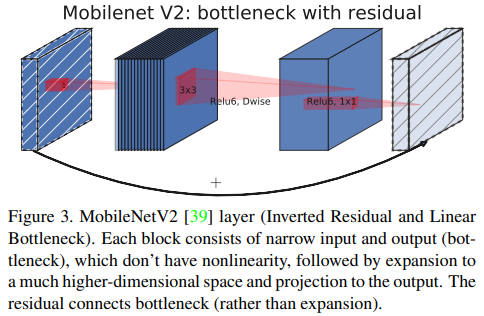 Mobilenet V2: bottleneck with residual
3x3
Relu6, Dwise
Relu6, 1x1
+
Figure 3. MobileNetV2 [39] layer (Inverted Residual and Linear
Bottleneck). Each block consists of narrow input and output (bot-
tleneck), which don't have nonlinearity, followed by expansion to
a much higher-dimensional space and projection to the output. The
residual connects bottleneck (rather than expansion).